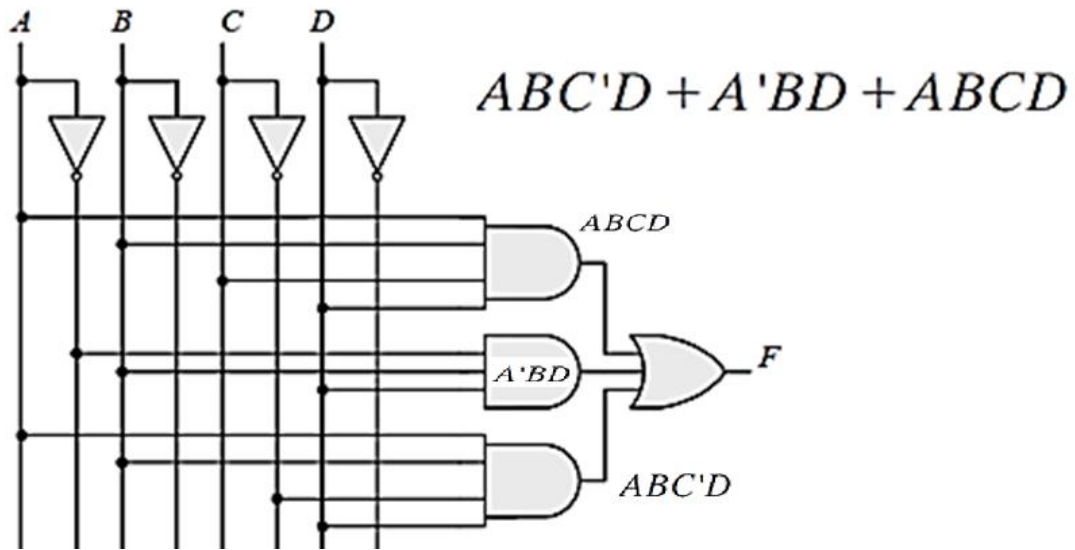 A B C D
ABC'D + A'BD + ABCD
ABCD
F
A'BD
ABC'D